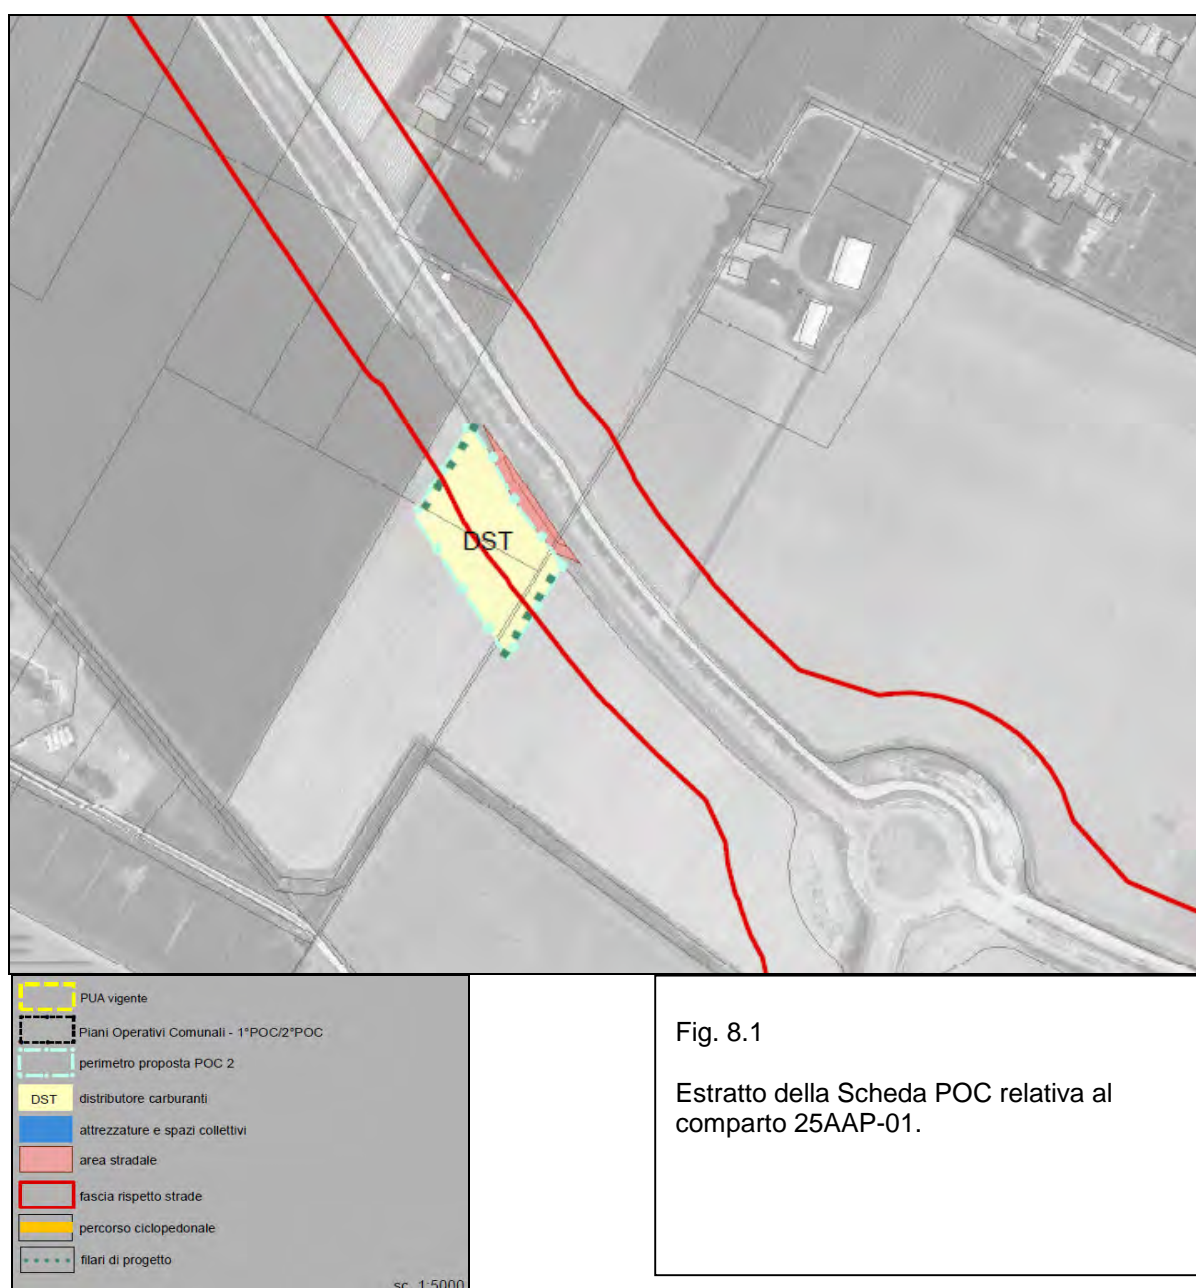 DST
PUA vigente
Piani Operativi Comunali - 1°POC/2°POC
perimetro proposta POC 2
DST distributore carburanti
attrezzature e spazi collettivi
area stradale
fascia rispetto strade
percorso ciclopedonale
filari di progetto
sc. 1:5000
Fig. 8.1
Estratto della Scheda POC relativa al
comparto 25AAP-01.